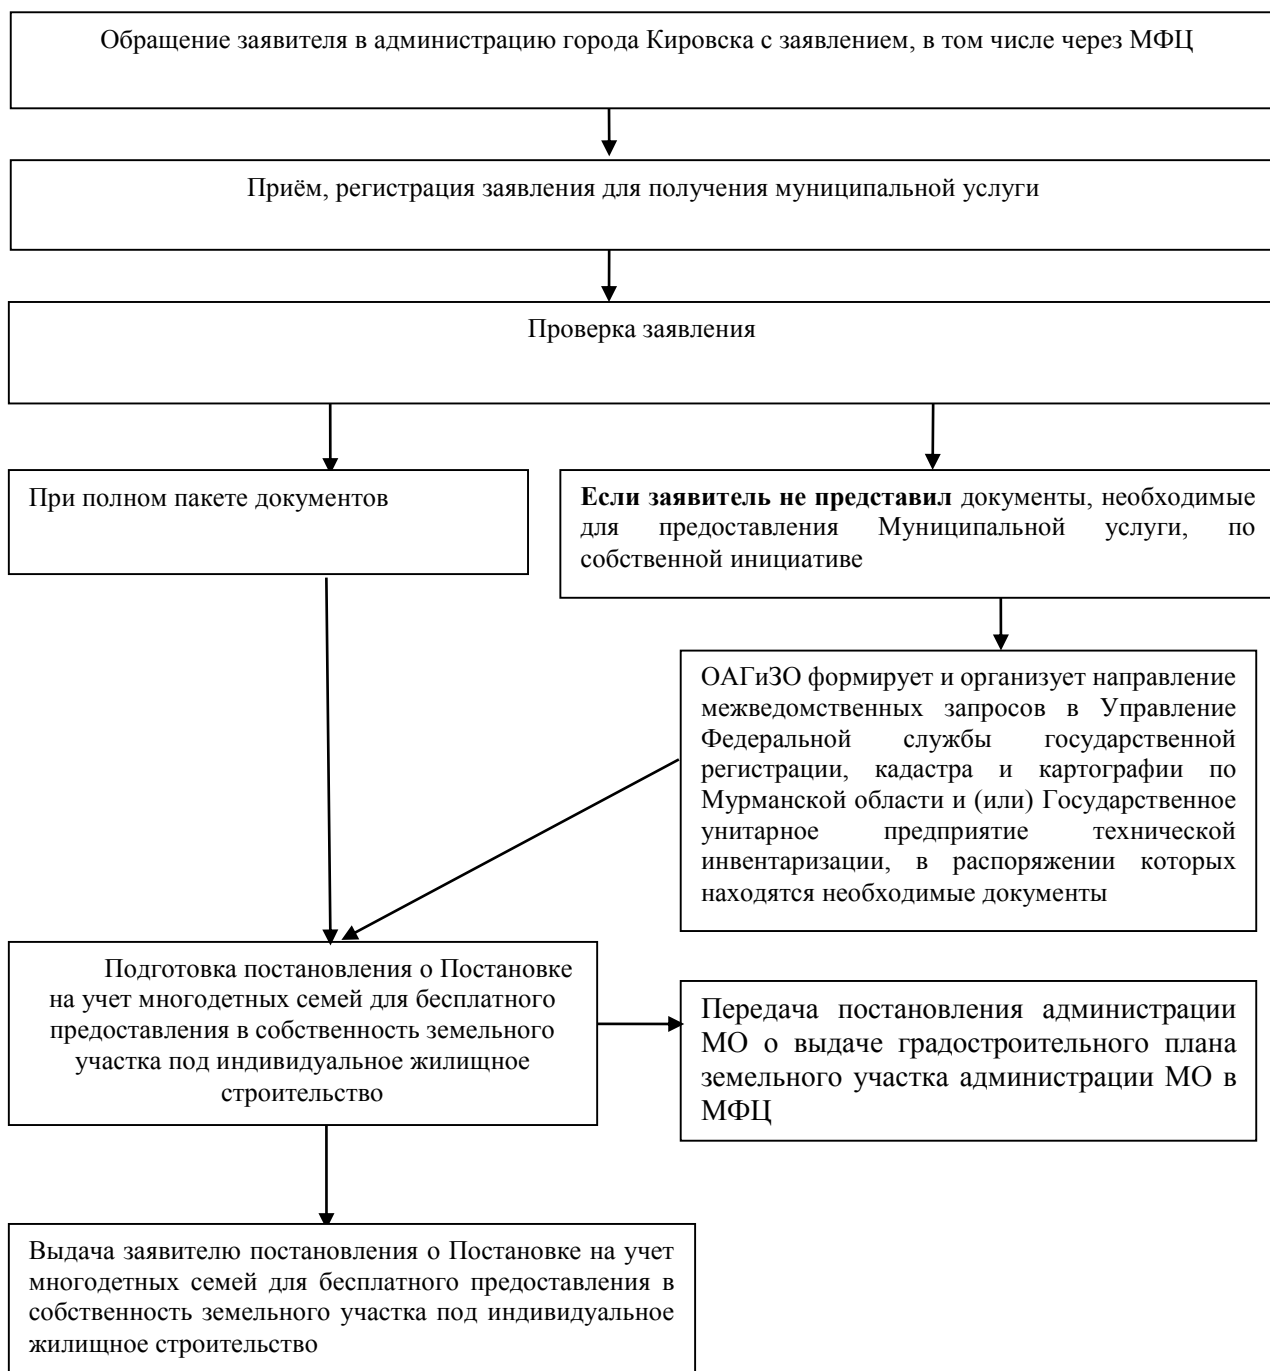 Обращение заявителя в администрацию города Кировска с заявлением, в том числе через МФЦ
Приём, регистрация заявления для получения муниципальной услуги
Проверка заявления
При полном пакете документов
Если заявитель не представил документы, необходимые
для предоставления Муниципальной услуги, по
собственной инициативе
ОАГиЗО формирует и организует направление
межведомственных запросов в Управление
Федеральной службы государственной
регистрации, кадастра и картографии по
Мурманской области и (или) Государственное
унитарное предприятие технической
инвентаризации, в распоряжении которых
находятся необходимые документы
Подготовка постановления о Постановке
на учет многодетных семей для бесплатного
предоставления в собственность земельного
участка под индивидуальное жилищное
строительство
Передача постановления администрации
МО о выдаче градостроительного плана
земельного участка администрации МО в
МФЦ
Выдача заявителю постановления о Постановке на учет
многодетных семей для бесплатного предоставления в
собственность земельного участка под индивидуальное
жилищное строительство